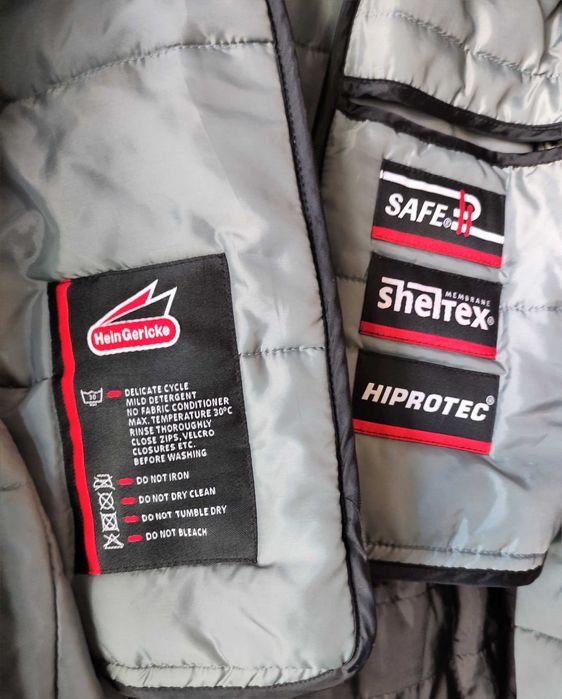 HeinGericke
30
DELICATE CYCLE
MILD DETERGENT
NO FABRIC CONDITIONER
MAX. TEMPERATURE 30°C
RINSE THOROUGHLY
CLOSE ZIPS, VELCRO
CLOSURES ETC.
BEFORE WASHING
DO NOT IRON
DO NOT DRY CLEAN
DO NOT TUMBLE DRY
DO NOT BLEACH
SAFE®
MEMBRANE
sheltex®
HIPROTEC®